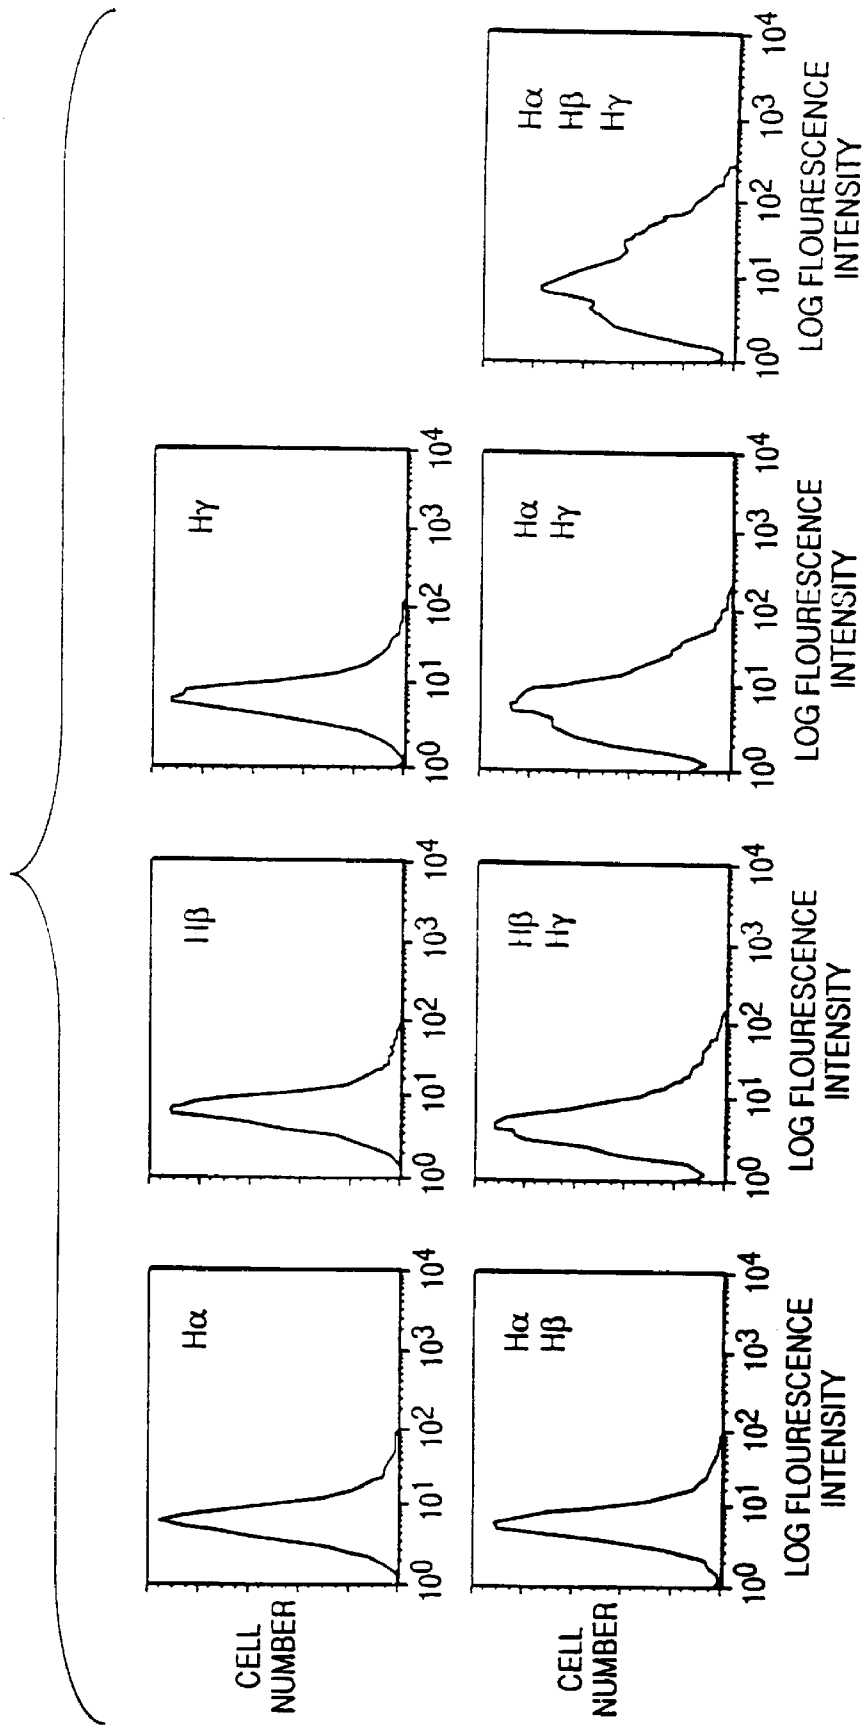 CELL
NUMBER
Hα
10⁰ 10¹ 10² 10³ 10⁴
Hβ
10⁰ 10¹ 10² 10³ 10⁴
Hγ
10⁰ 10¹ 10² 10³ 10⁴
CELL
NUMBER
Hα
Hβ
10⁰ 10¹ 10² 10³ 10⁴
LOG FLOURESCENCE
INTENSITY
Hβ
Hγ
10⁰ 10¹ 10² 10³ 10⁴
LOG FLOURESCENCE
INTENSITY
Hα
Hγ
10⁰ 10¹ 10² 10³ 10⁴
LOG FLOURESCENCE
INTENSITY
Hα
Hβ
Hγ
10⁰ 10¹ 10² 10³ 10⁴
LOG FLOURESCENCE
INTENSITY